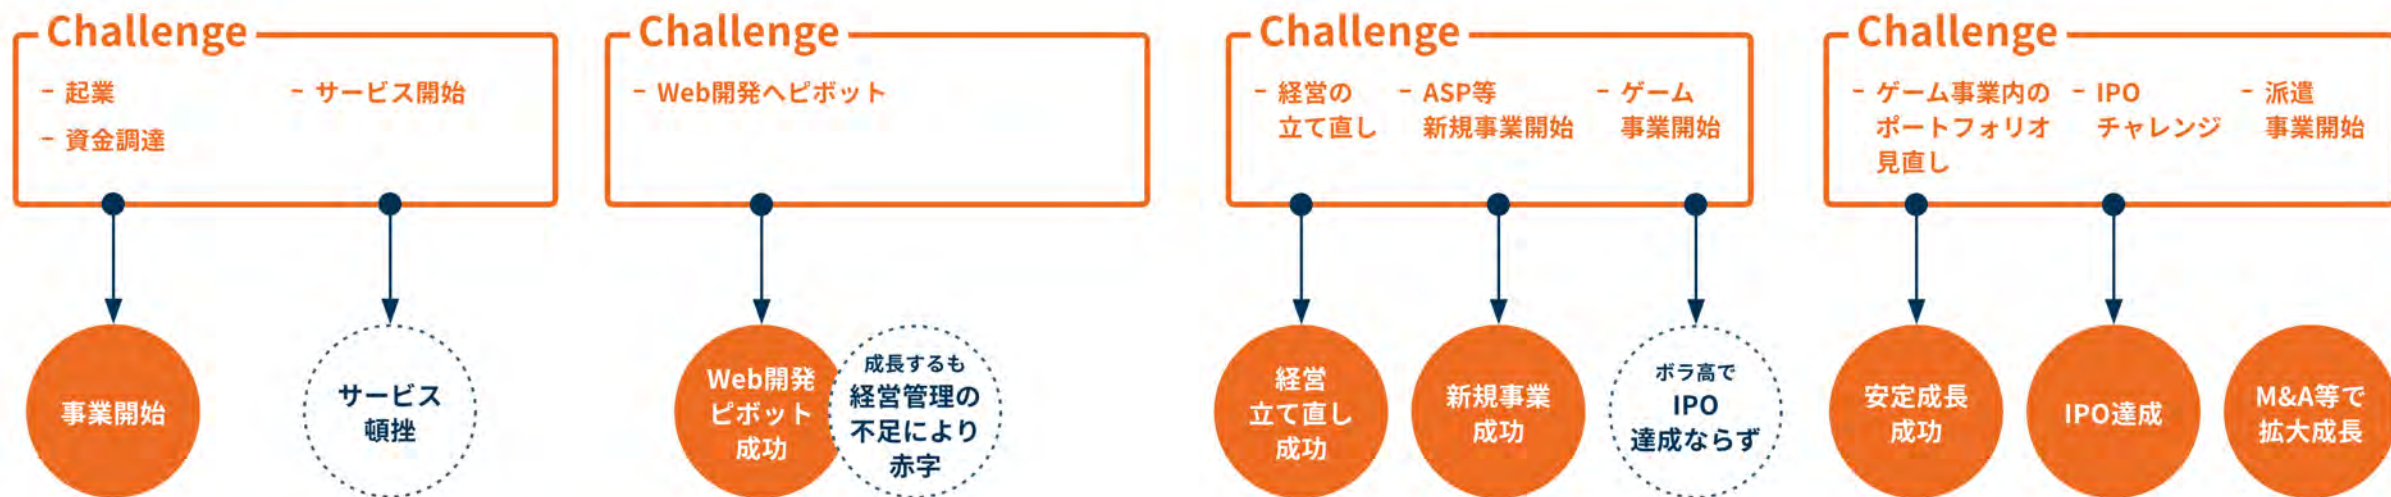 Challenge
- 起業
- 資金調達
- サービス開始
事業開始
サービス
頓挫
Challenge
- Web開発へピボット
Web開発
ピボット
成功
成長するも
経営管理の
不足により
赤字
Challenge
- 経営の
立て直し
- ASP等
新規事業開始
- ゲーム
事業開始
経営
立て直し
成功
新規事業
成功
ボラ高で
IPO
達成ならず
Challenge
- ゲーム事業内の
ポートフォリオ
見直し
- IPO
チャレンジ
- 派遣
事業開始
安定成長
成功
IPO達成
M&A等で
拡大成長